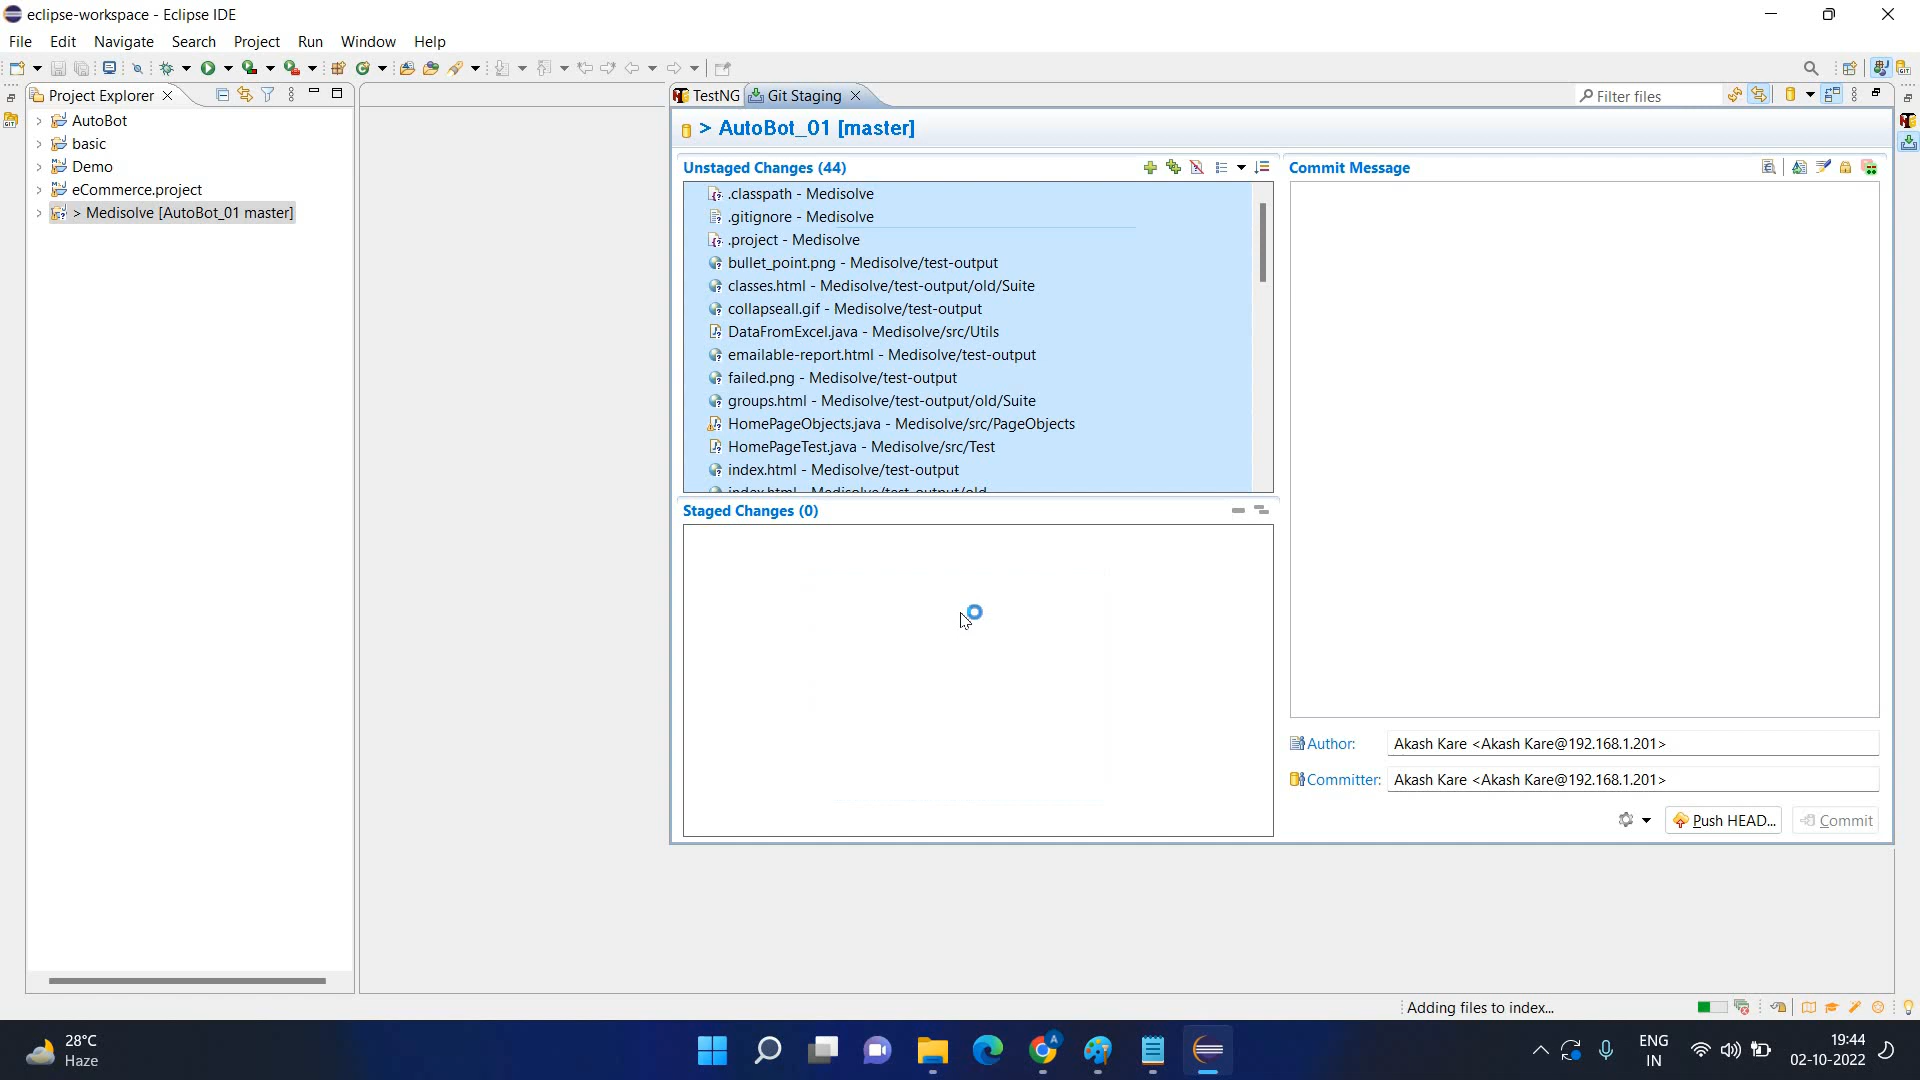 eclipse-workspace - Eclipse IDE
File Edit Navigate Search Project Run Window Help
Project Explorer
AutoBot
basic
Demo
eCommerce.project
> Medisolve [AutoBot_01 master]
TestNG Git Staging Filter files
> AutoBot_01 [master]
Unstaged Changes (44)
.classpath - Medisolve
.gitignore - Medisolve
.project - Medisolve
bullet_point.png - Medisolve/test-output
classes.html - Medisolve/test-output/old/Suite
collapseall.gif - Medisolve/test-output
DataFromExcel.java - Medisolve/src/Utils
emailable-report.html - Medisolve/test-output
failed.png - Medisolve/test-output
groups.html - Medisolve/test-output/old/Suite
HomePageObjects.java - Medisolve/src/PageObjects
HomePageTest.java - Medisolve/src/Test
index.html - Medisolve/test-output
index.html - Medisolve/test-output/old
Staged Changes (0)
Commit Message
Author: Akash Kare <Akash Kare@192.168.1.201>
Committer: Akash Kare <Akash Kare@192.168.1.201>
Push HEAD... Commit
Adding files to index...
28°C
Haze
ENG
IN
19:44
02-10-2022